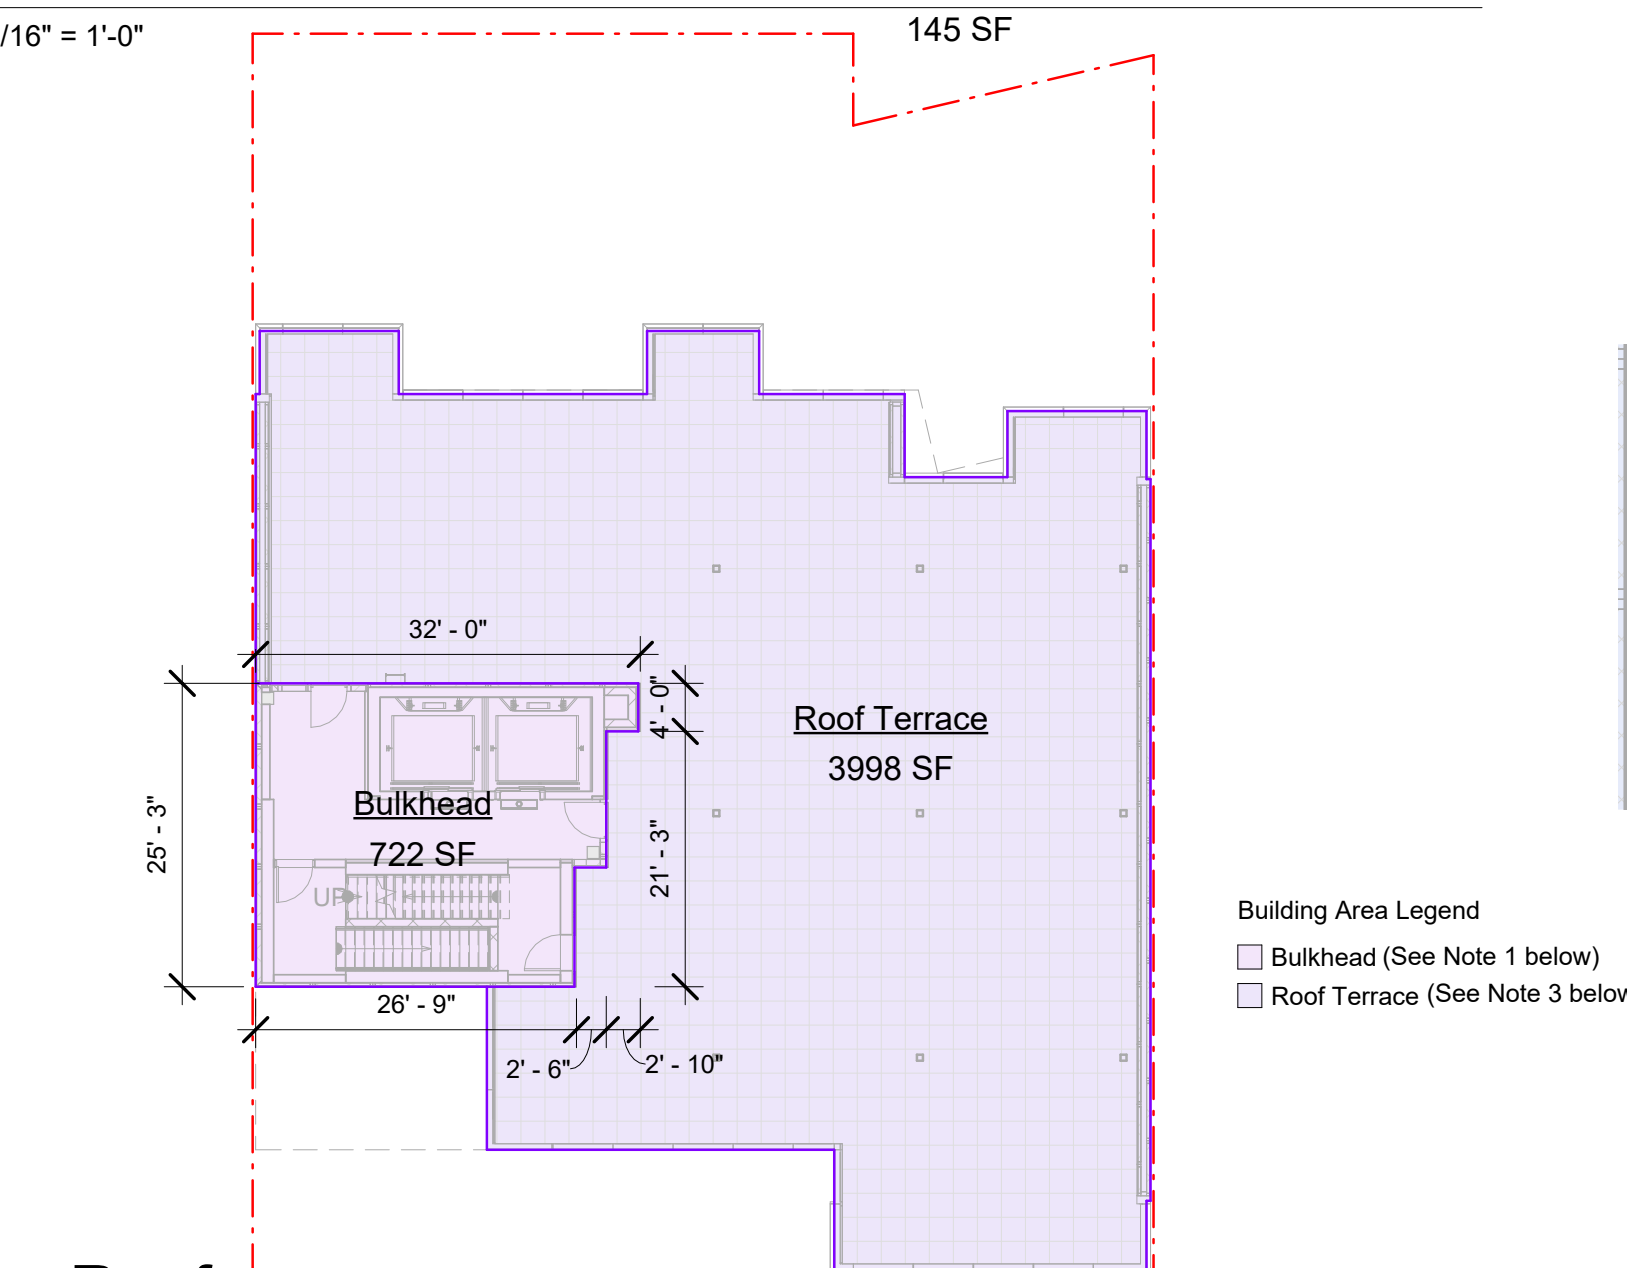 /16" = 1'-0"
145 SF
32' - 0"
4' - 0"
Roof Terrace
3998 SF
25' - 3"
Bulkhead
722 SF
21' - 3"
UP
26' - 9"
2' - 6"
2' - 10"
Building Area Legend
Bulkhead (See Note 1 below)
Roof Terrace (See Note 3 below